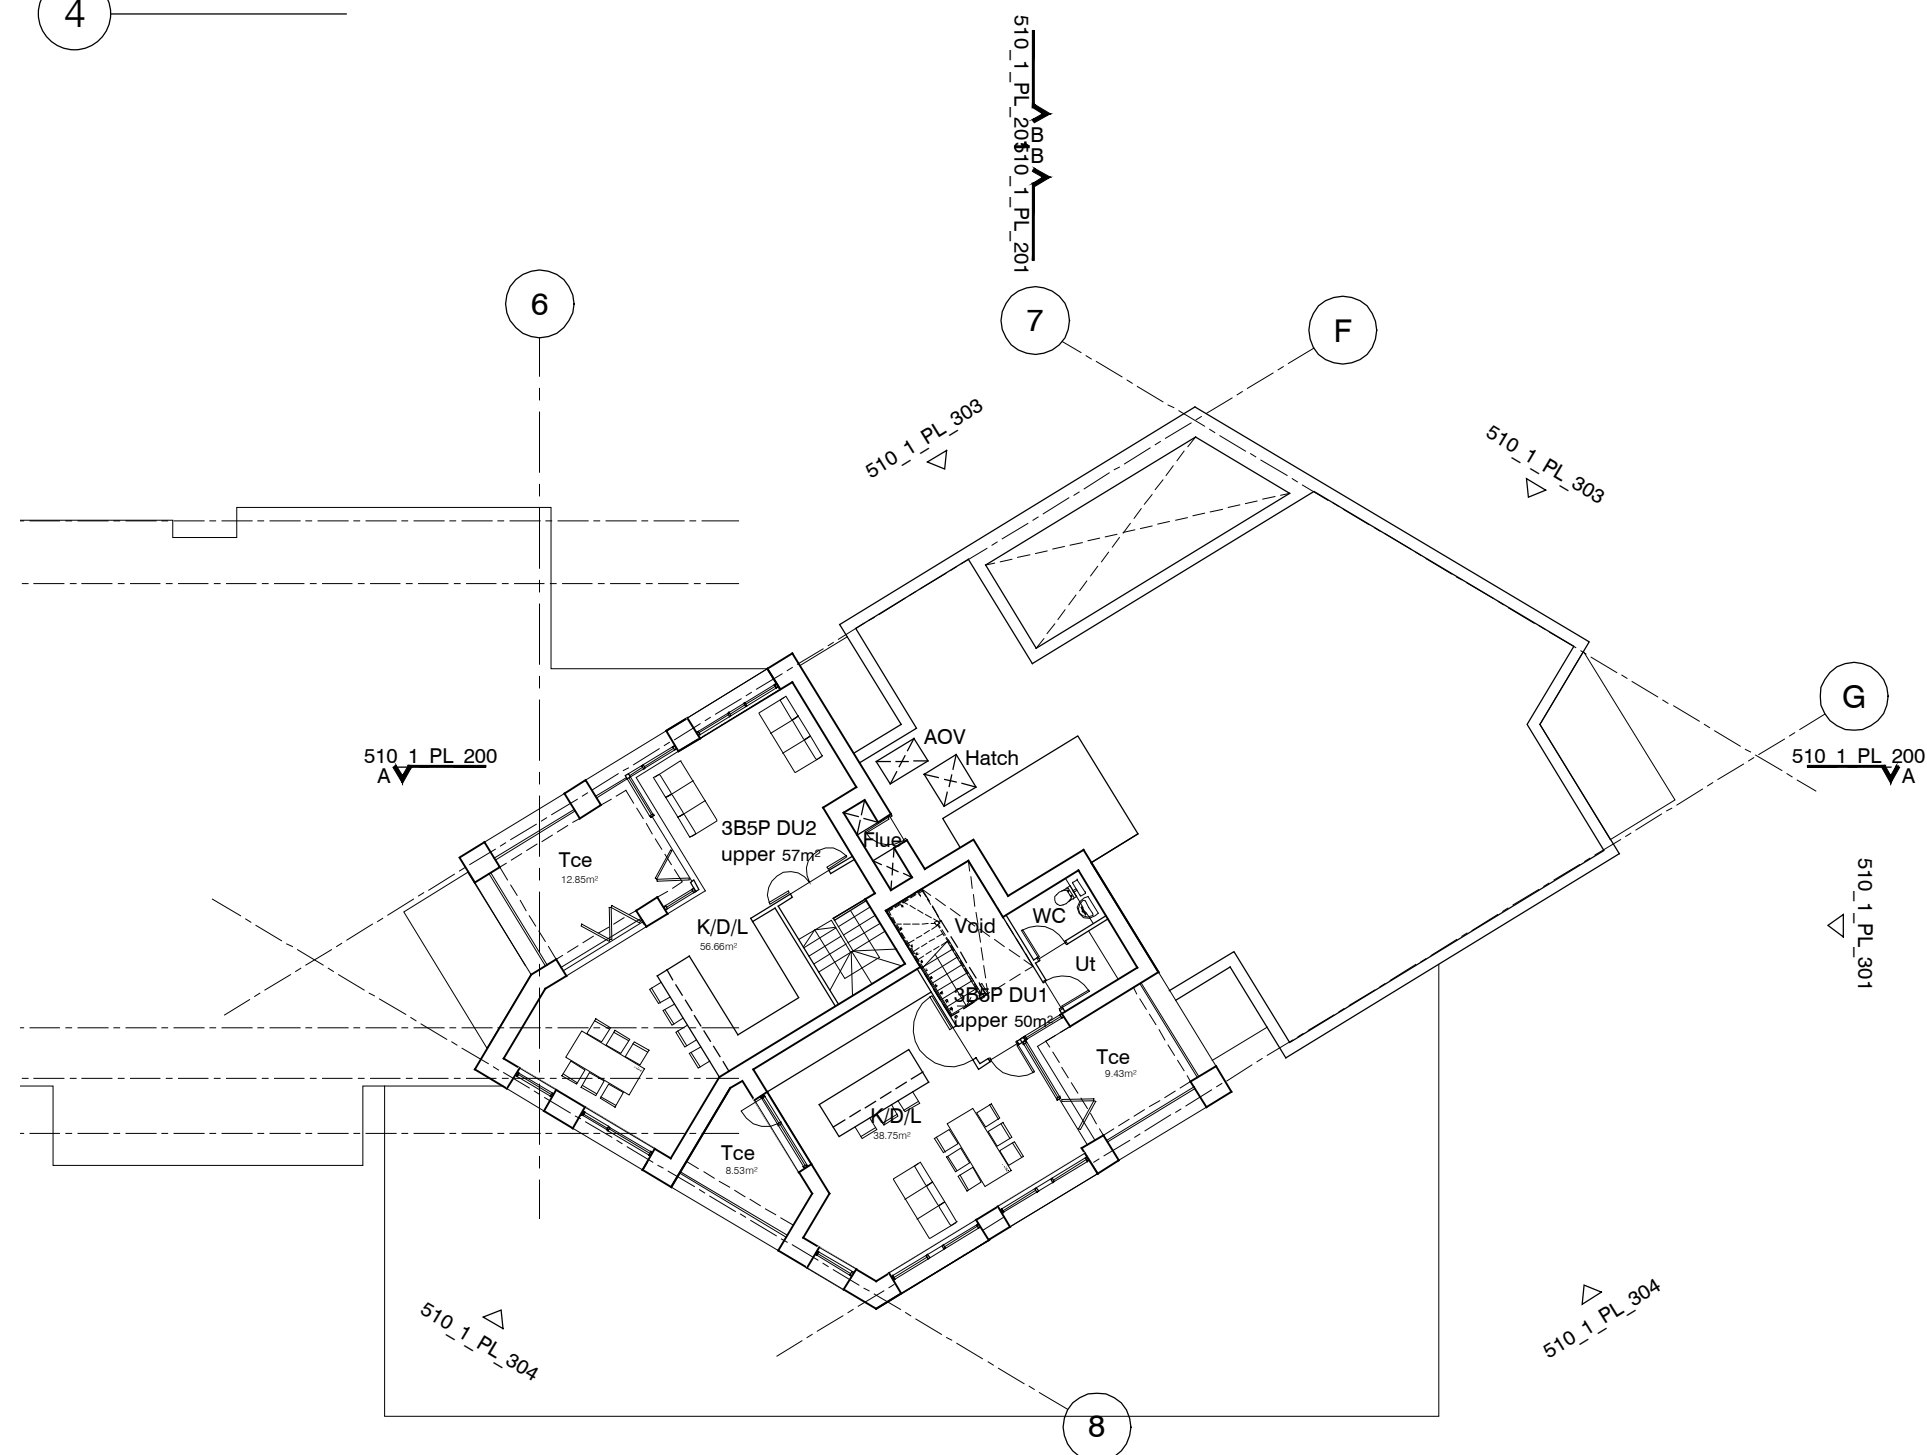 4
510_1_PL_201
B
B
510_1_PL_201
6
7
F
510_1_PL_303
510_1_PL_303
G
510_1_PL_200
A
510_1_PL_200
A
AOV
Hatch
3B5P DU2
upper 57m²
Flue
Tce
12.85m²
K/D/L
56.66m²
Void
WC
Ut
510_1_PL_301
3B5P DU1
upper 50m²
Tce
9.43m²
K/D/L
38.75m²
Tce
8.53m²
510_1_PL_304
510_1_PL_304
8